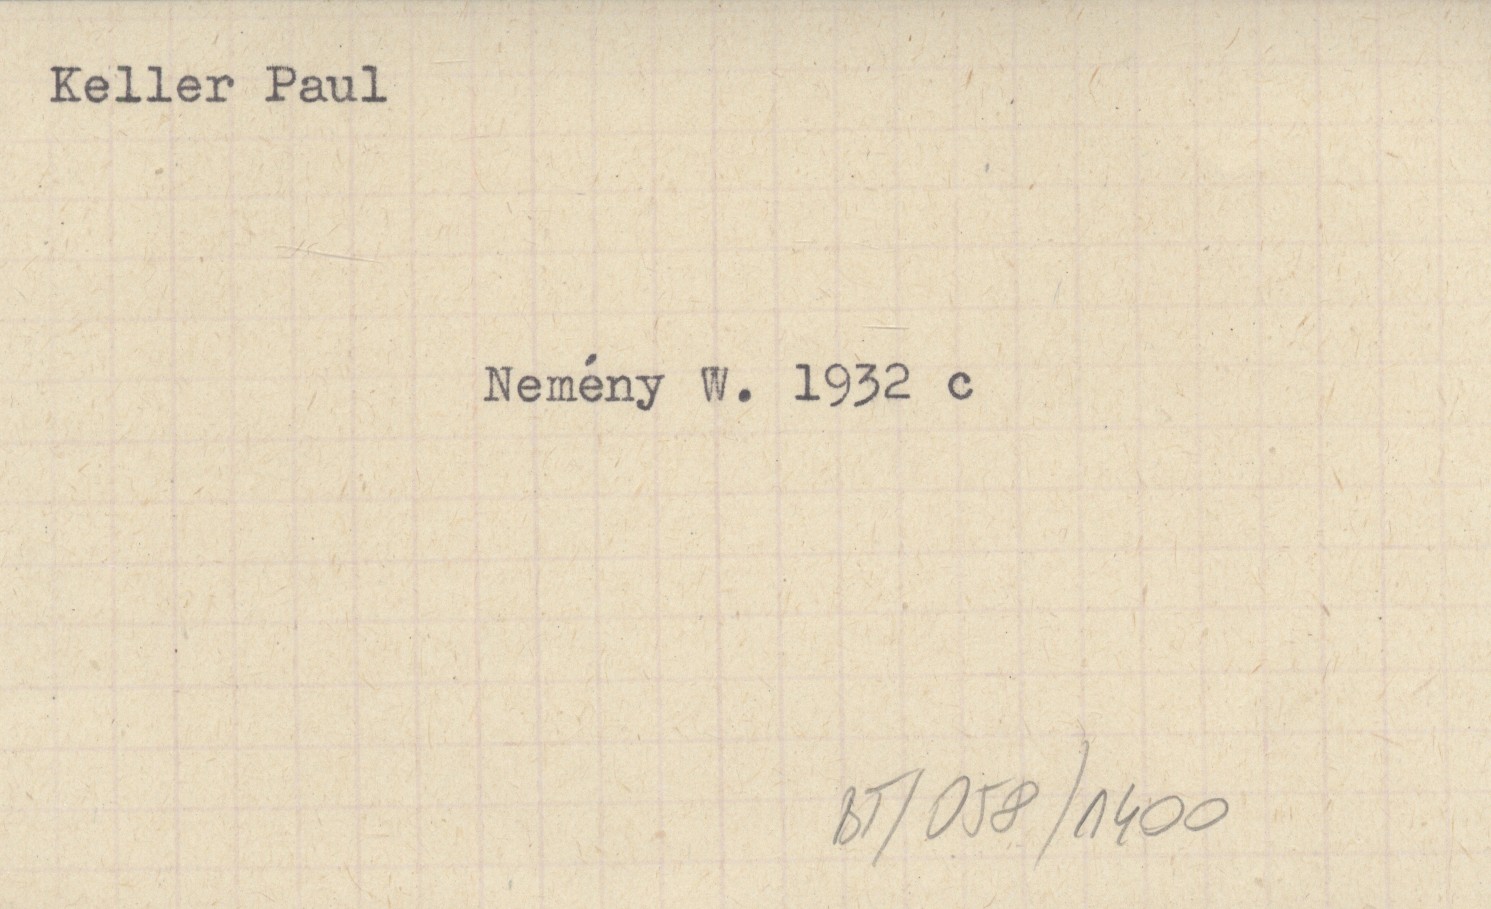 Keller Paul
Nemény W. 1932 c
BT/058/1400